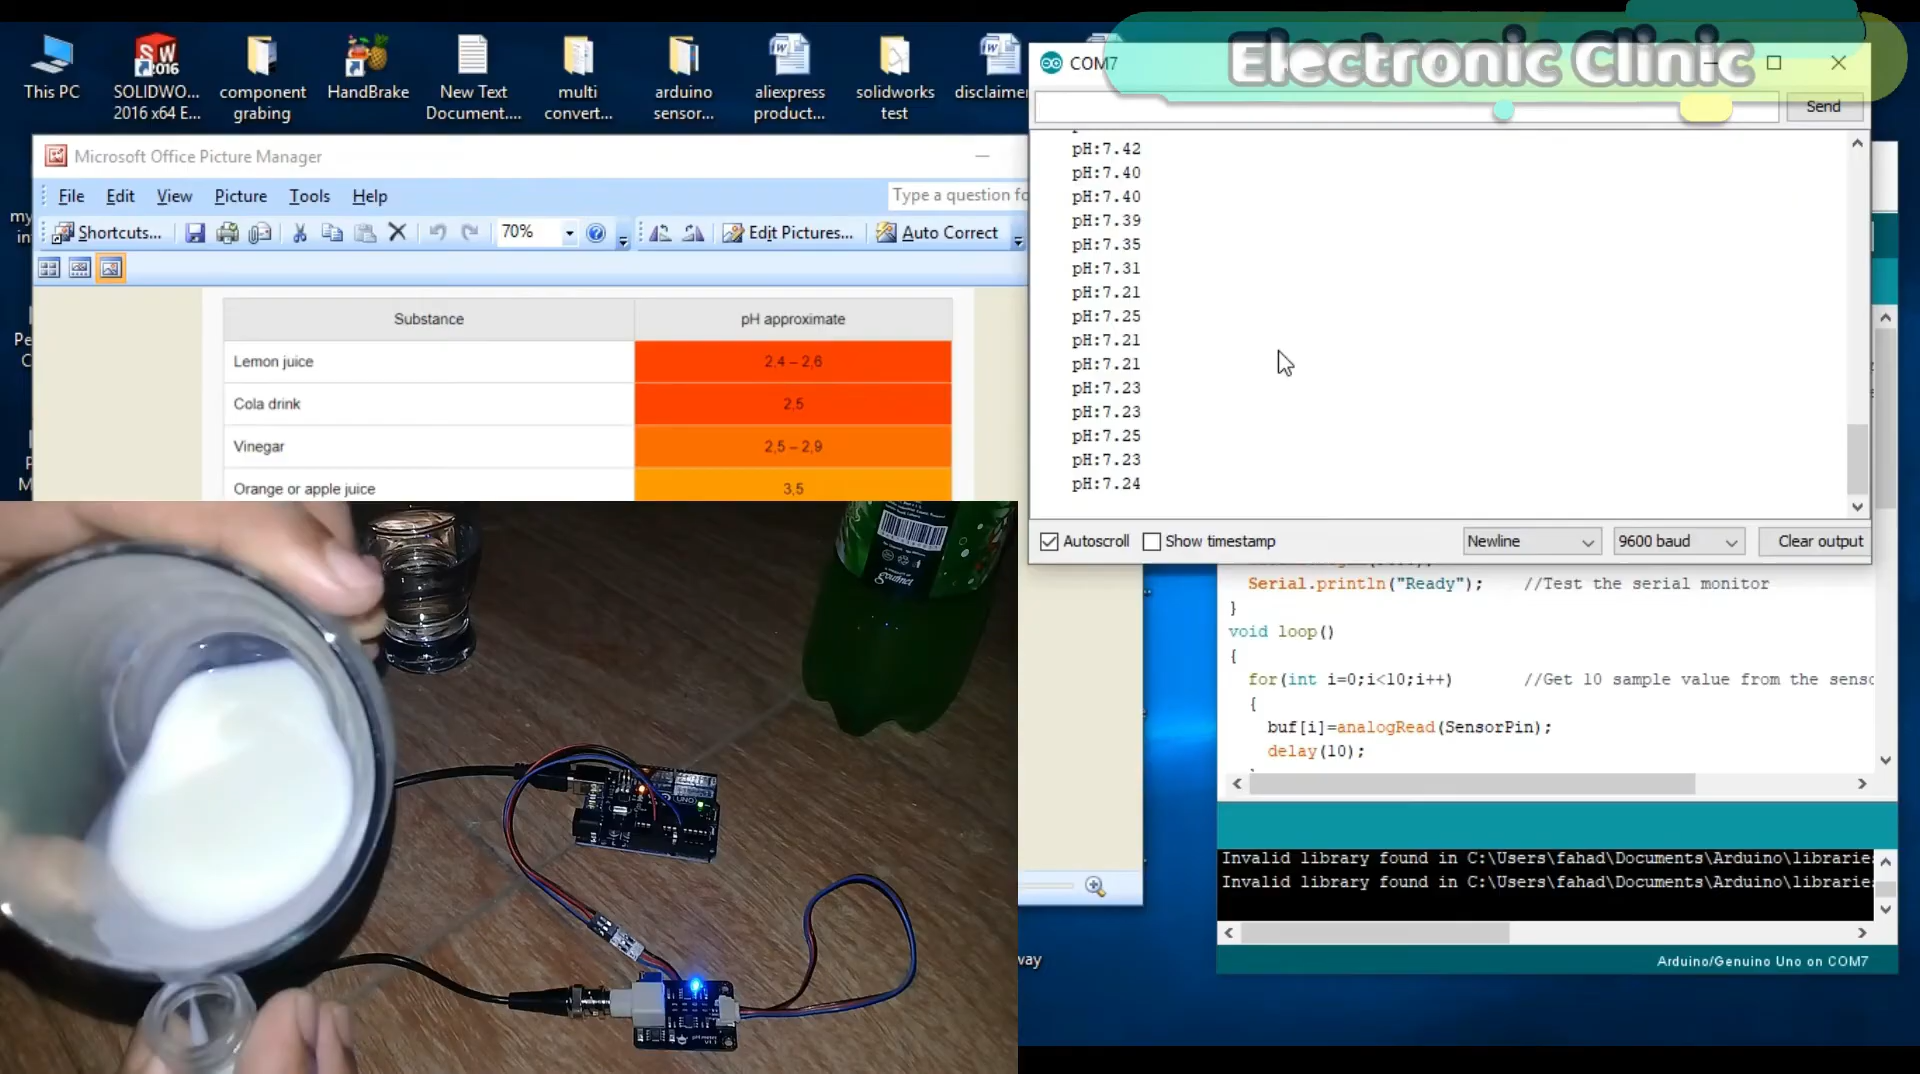 Electronic Clinic
This PC
SOLIDWO...
2016 x64 E...
component
grabing
HandBrake
New Text
Document....
multi
convert...
arduino
sensor...
aliexpress
product...
solidworks
test
disclaimer
COM7
Send
pH:7.42
pH:7.40
pH:7.40
pH:7.39
pH:7.35
pH:7.31
pH:7.21
pH:7.25
pH:7.21
pH:7.21
pH:7.23
pH:7.23
pH:7.25
pH:7.23
pH:7.24
Autoscroll
Show timestamp
Newline
9600 baud
Clear output
Microsoft Office Picture Manager
File Edit View Picture Tools Help
Type a question fo
Shortcuts...
70%
Edit Pictures...
Auto Correct
Substance pH approximate
Lemon juice 2,4 – 2,6
Cola drink 2,5
Vinegar 2,5 – 2,9
Orange or apple juice 3,5
Serial.println("Ready"); //Test the serial monitor
}
void loop()
{
for(int i=0;i<10;i++) //Get 10 sample value from the senso
{
buf[i]=analogRead(SensorPin);
delay(10);
Invalid library found in C:\Users\fahad\Documents\Arduino\librarie
Invalid library found in C:\Users\fahad\Documents\Arduino\librarie
Arduino/Genuino Uno on COM7
way
gourmet